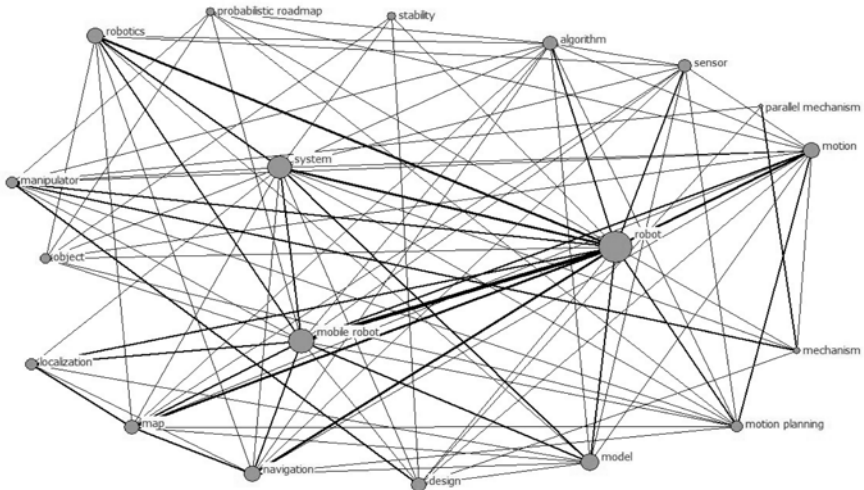 probabilistic roadmap
stability
robotics
algorithm
sensor
parallel mechanism
motion
system
manipulator
robot
object
mobile robot
mechanism
localization
map
motion planning
model
navigation
design